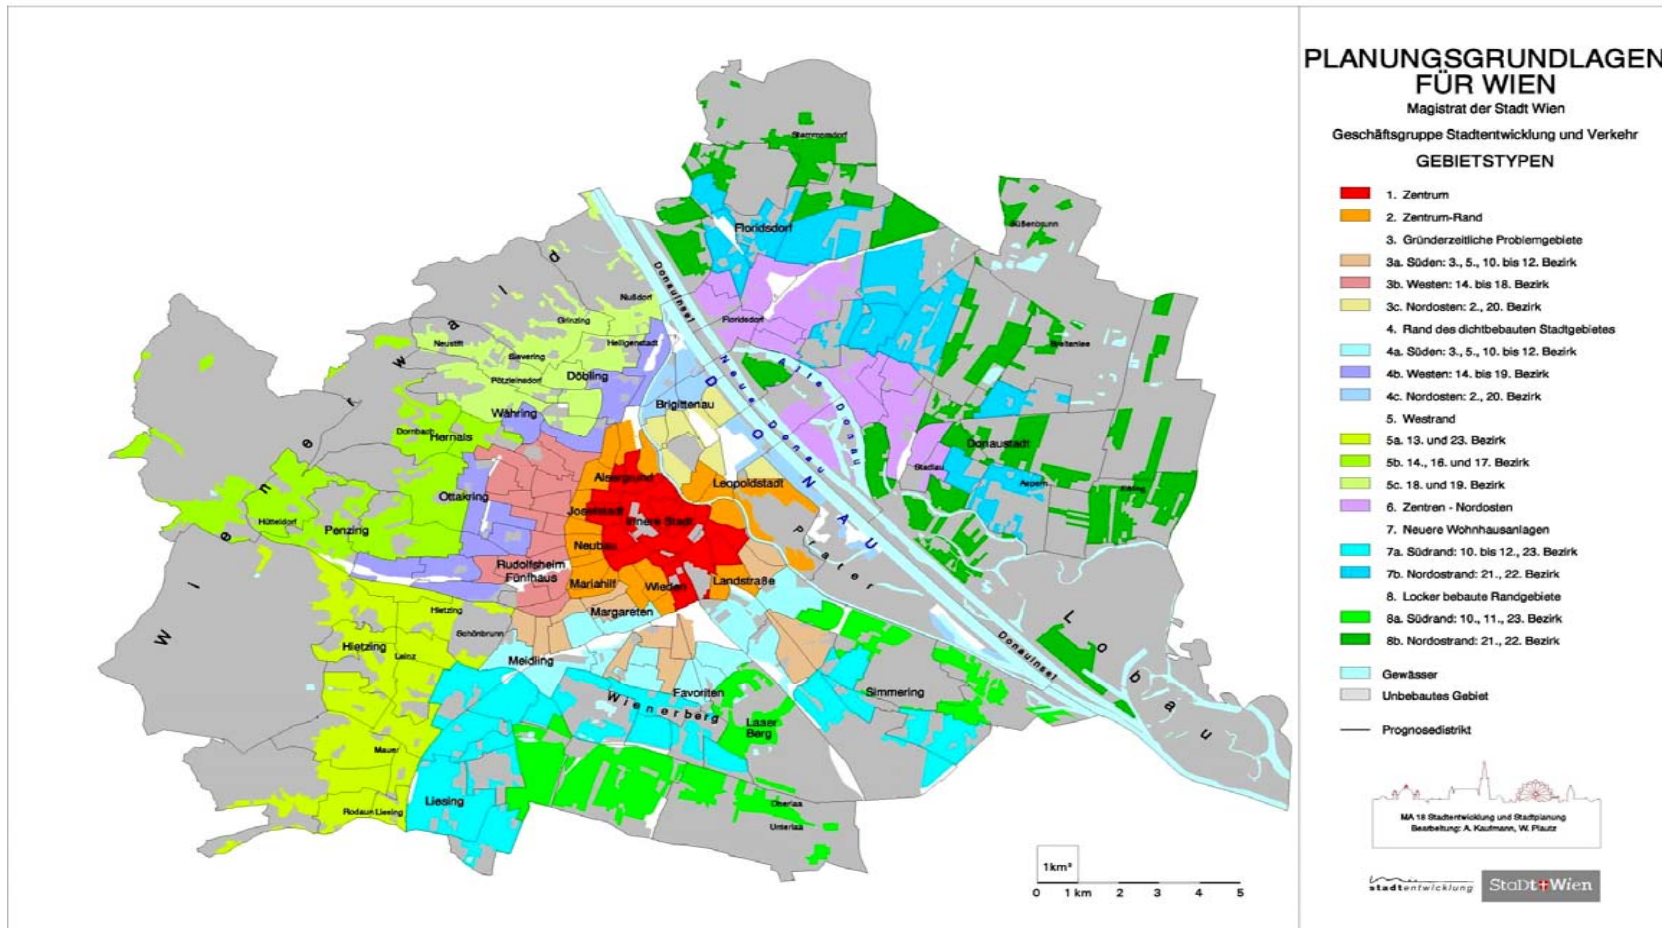 PLANUNGSGRUNDLAGEN
FÜR WIEN
Magistrat der Stadt Wien
Geschäftsgruppe Stadtentwicklung und Verkehr
GEBIETSTYPEN
1. Zentrum
2. Zentrum-Rand
3. Gründerzeitliche Problemgebiete
3a. Süden: 3., 5., 10. bis 12. Bezirk
3b. Westen: 14. bis 18. Bezirk
3c. Nordosten: 2., 20. Bezirk
4. Rand des dichtbebauten Stadtgebietes
4a. Süden: 3., 5., 10. bis 12. Bezirk
4b. Westen: 14. bis 19. Bezirk
4c. Nordosten: 2., 20. Bezirk
5. Westrand
5a. 13. und 23. Bezirk
5b. 14., 16. und 17. Bezirk
5c. 18. und 19. Bezirk
6. Zentren - Nordosten
7. Neuere Wohnhausanlagen
7a. Südrand: 10. bis 12., 23. Bezirk
7b. Nordostrand: 21., 22. Bezirk
8. Locker bebaute Randgebiete
8a. Südrand: 10., 11., 23. Bezirk
8b. Nordostrand: 21., 22. Bezirk
Gewässer
Unbebautes Gebiet
Prognosedistrikt
MA 18 Stadtentwicklung und Stadtplanung
Bearbeitung: A. Kaufmann, W. Plautz
stadtentwicklung
StaDt Wien
Stammersdorf
Süßenbrunn
Floridsdorf
Donauinsel
Nußdorf
Grinzing
Floridsdorf
Heiligenstadt
Neustift
Sievering
Breitenlee
Pötzleinsdorf
Döbling
Neue Donau
Alte Donau
DONAU
Brigittenau
Währing
Dornbach
Hernals
Donaustadt
Stadlau
Alsergrund
Leopoldstadt
Aspern
Eßling
Ottakring
Josefstadt
Innere Stadt
Hütteldorf
Penzing
Neubau
Prater
Rudolfsheim
Fünfhaus
Mariahilf
Wieden
Landstraße
Wienerwald
Hietzing
Margareten
Schönbrunn
Lobau
Hietzing
Lainz
Meidling
Donauinsel
Favoriten
Simmering
Wienerberg
Laaer
Berg
Mauer
Liesing
Oberlaa
Rodaun
Liesing
Unterlaa
1km²
0 1 km 2 3 4 5